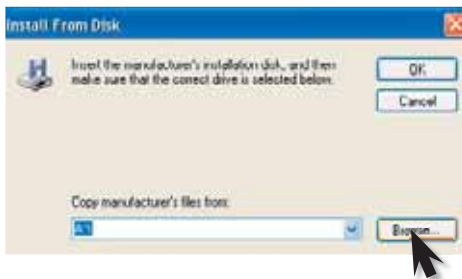 Install From Disk
Insert the manufacturer's installation disk, and then
make sure that the correct drive is selected below.
OK
Cancel
Copy manufacturer's files from:
A:\
Browse...